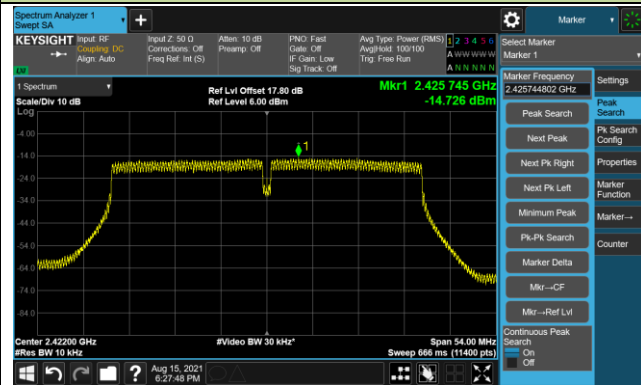 Spectrum Analyzer 1
Swept SA
Marker
KEYSIGHT
Input: RF
Coupling: DC
Align: Auto
Input Z: 50 Ω
Corrections: Off
Freq Ref: Int (S)
Atten: 10 dB
Preamp: Off
PNO: Fast
Gate: Off
IF Gain: Low
Sig Track: Off
Avg Type: Power (RMS)
Avg|Hold: 100/100
Trig: Free Run
1 2 3 4 5 6
A W W W W W
A N N N N N
Select Marker
Marker 1
1 Spectrum
Scale/Div 10 dB
Log
Ref Lvl Offset 17.80 dB
Ref Level 6.00 dBm
Mkr1 2.425 745 GHz
-14.726 dBm
-4.00
-14.0
-24.0
-34.0
-44.0
-54.0
-64.0
-74.0
-84.0
1
Center 2.42200 GHz
#Res BW 10 kHz
#Video BW 30 kHz*
Span 54.00 MHz
Sweep 666 ms (11400 pts)
Marker Frequency
2.425744802 GHz
Peak Search
Next Peak
Next Pk Right
Next Pk Left
Minimum Peak
Pk-Pk Search
Marker Delta
Mkr→CF
Mkr→Ref Lvl
Continuous Peak
Search
On
Off
Settings
Peak
Search
Pk Search
Config
Properties
Marker
Function
Marker→
Counter
?
Aug 15, 2021
6:27:48 PM